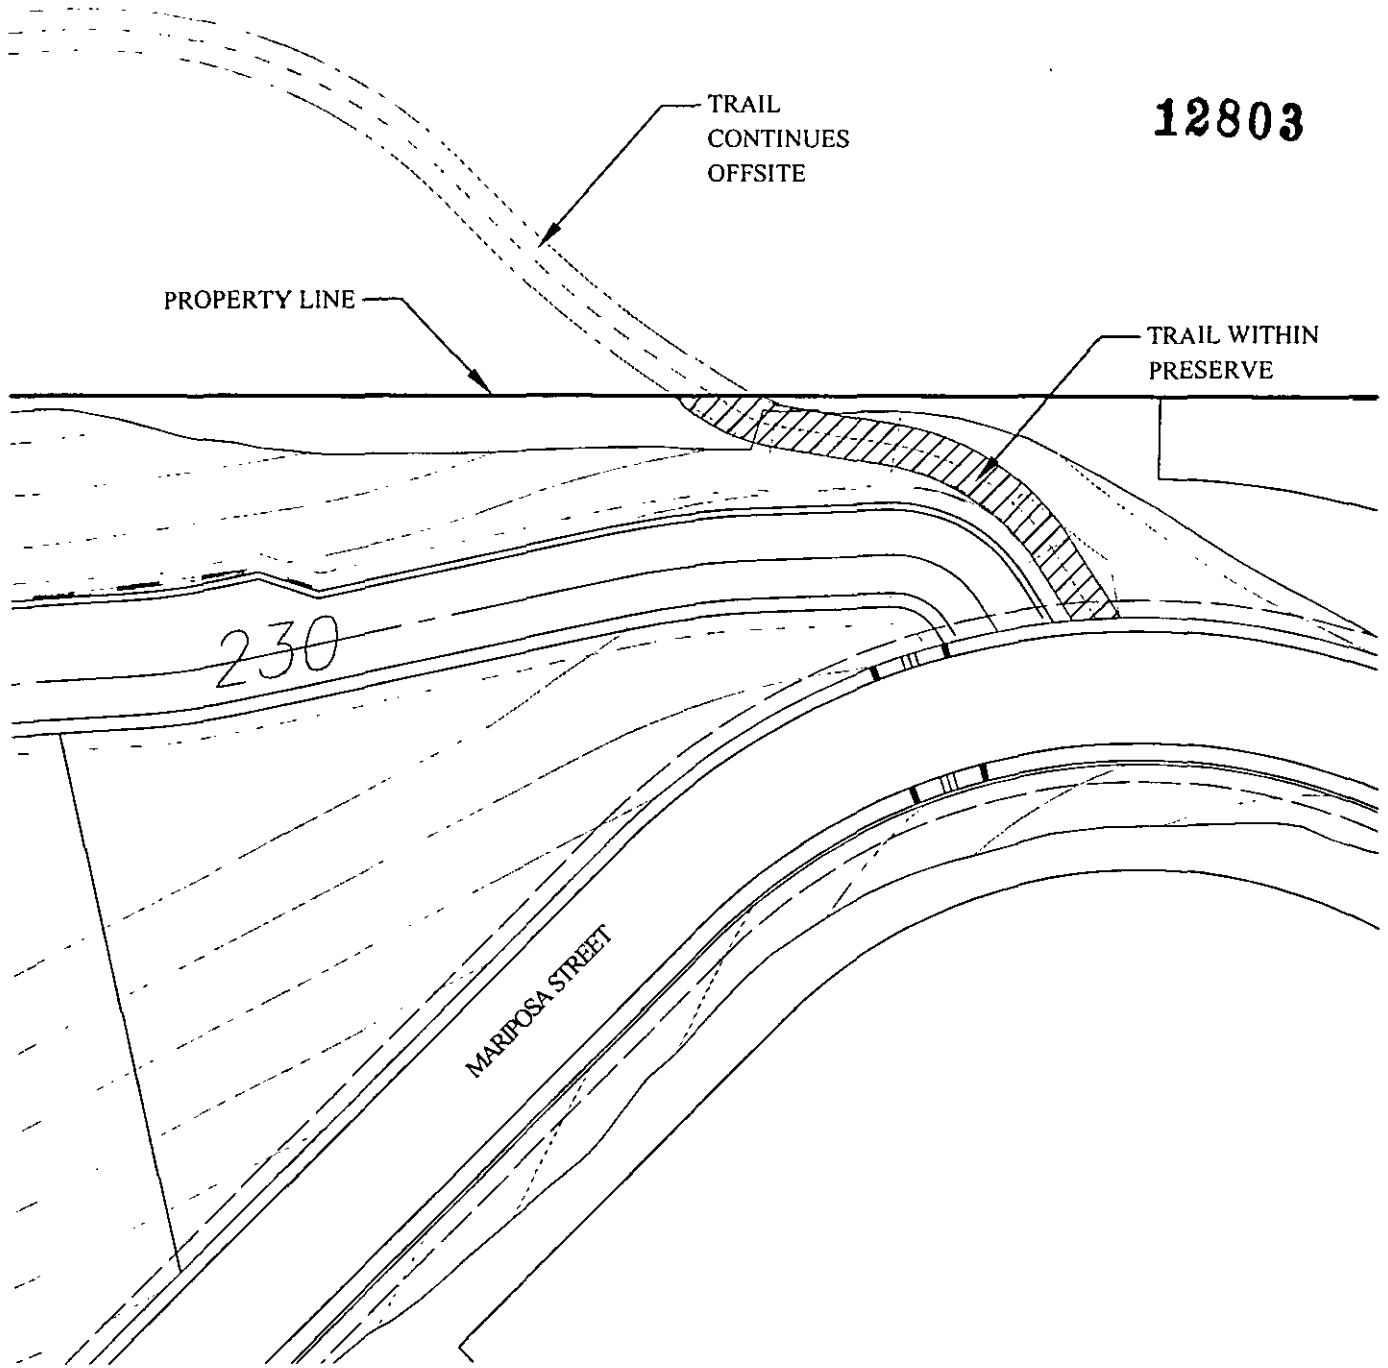 12803
TRAIL
CONTINUES
OFFSITE
PROPERTY LINE
TRAIL WITHIN
PRESERVE
230
MARIPOSA STREET